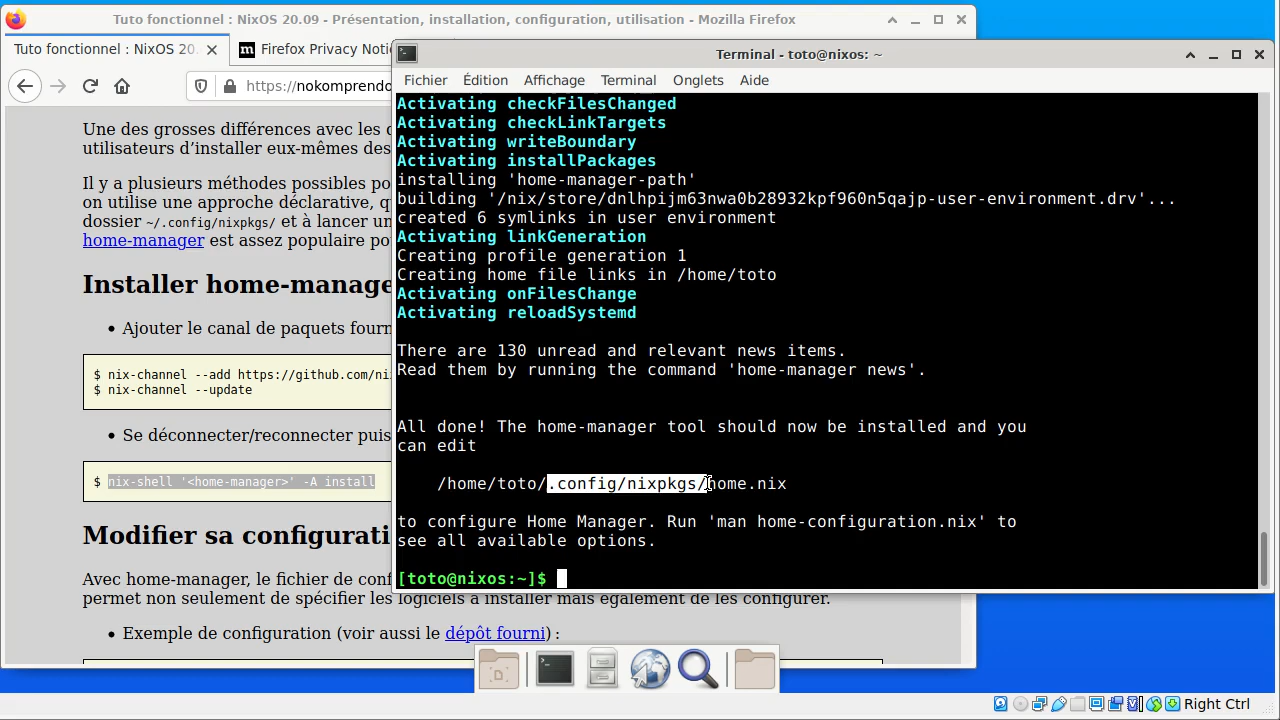 Tuto fonctionnel : NixOS 20.09 - Présentation, installation, configuration, utilisation - Mozilla Firefox
Tuto fonctionnel : NixOS 20.
Firefox Privacy Noti
https://nokomprendo
Une des grosses différences avec les
utilisateurs d’installer eux-mêmes des
Il y a plusieurs méthodes possibles po
on utilise une approche déclarative, q
dossier ~/.config/nixpkgs/ et à lancer un
home-manager est assez populaire po
Installer home-manage
• Ajouter le canal de paquets fourn
$ nix-channel --add https://github.com/ni
$ nix-channel --update
• Se déconnecter/reconnecter puis
$ nix-shell '<home-manager>' -A install
Modifier sa configurati
Avec home-manager, le fichier de conf
permet non seulement de spécifier les logiciels à installer mais également de les configurer.
• Exemple de configuration (voir aussi le dépôt fourni) :
Terminal - toto@nixos: ~
Fichier Édition Affichage Terminal Onglets Aide
Activating checkFilesChanged
Activating checkLinkTargets
Activating writeBoundary
Activating installPackages
installing 'home-manager-path'
building '/nix/store/dnlhpijm63nwa0b28932kpf960n5qajp-user-environment.drv'...
created 6 symlinks in user environment
Activating linkGeneration
Creating profile generation 1
Creating home file links in /home/toto
Activating onFilesChange
Activating reloadSystemd
There are 130 unread and relevant news items.
Read them by running the command 'home-manager news'.
All done! The home-manager tool should now be installed and you
can edit
/home/toto/.config/nixpkgs/home.nix
to configure Home Manager. Run 'man home-configuration.nix' to
see all available options.
[toto@nixos:~]$
Right Ctrl